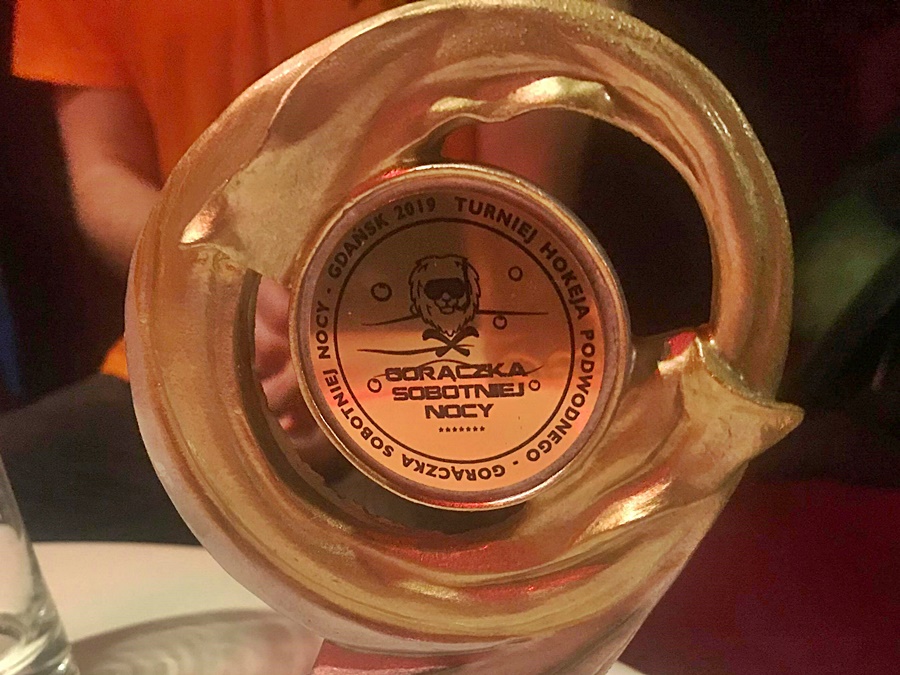 TURNIEJ HOKEJA PODWODNEGO - GORĄCZKA SOBOTNIEJ NOCY - GDAŃSK 2019
GORĄCZKA
SOBOTNIEJ
NOCY
*******